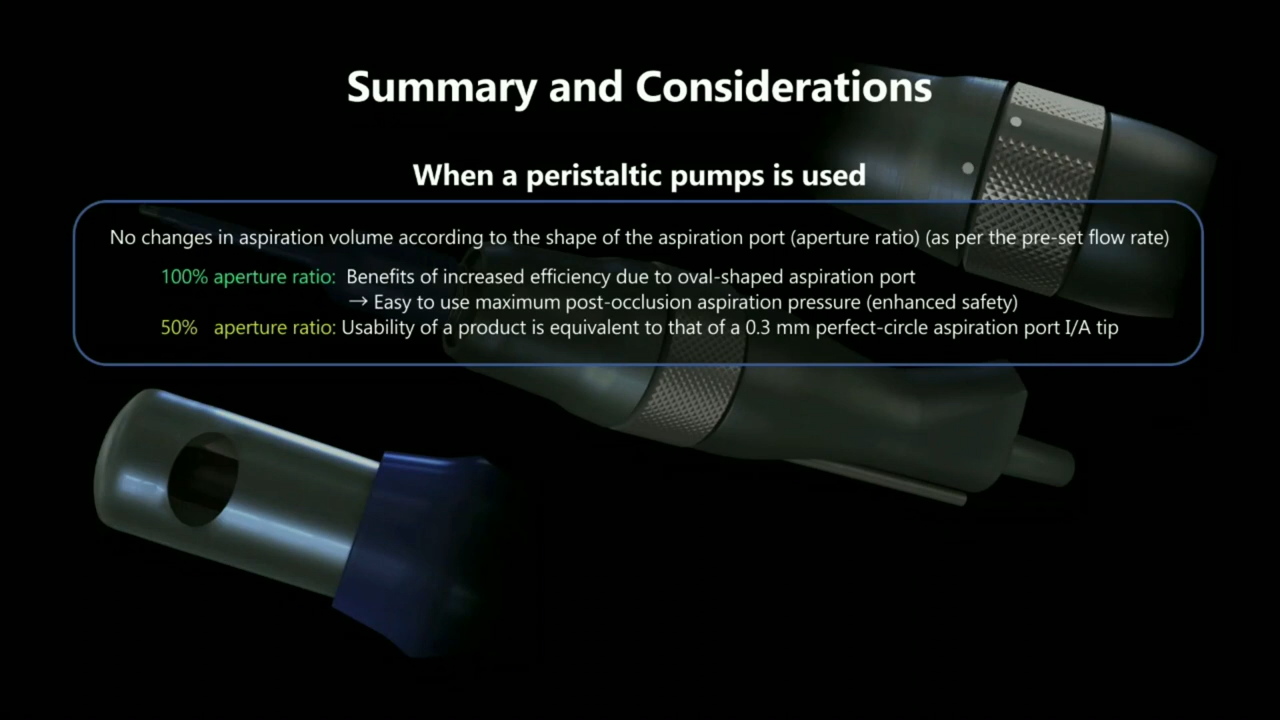 Summary and Considerations
When a peristaltic pumps is used
No changes in aspiration volume according to the shape of the aspiration port (aperture ratio) (as per the pre-set flow rate)
100% aperture ratio: Benefits of increased efficiency due to oval-shaped aspiration port
→ Easy to use maximum post-occlusion aspiration pressure (enhanced safety)
50% aperture ratio: Usability of a product is equivalent to that of a 0.3 mm perfect-circle aspiration port I/A tip